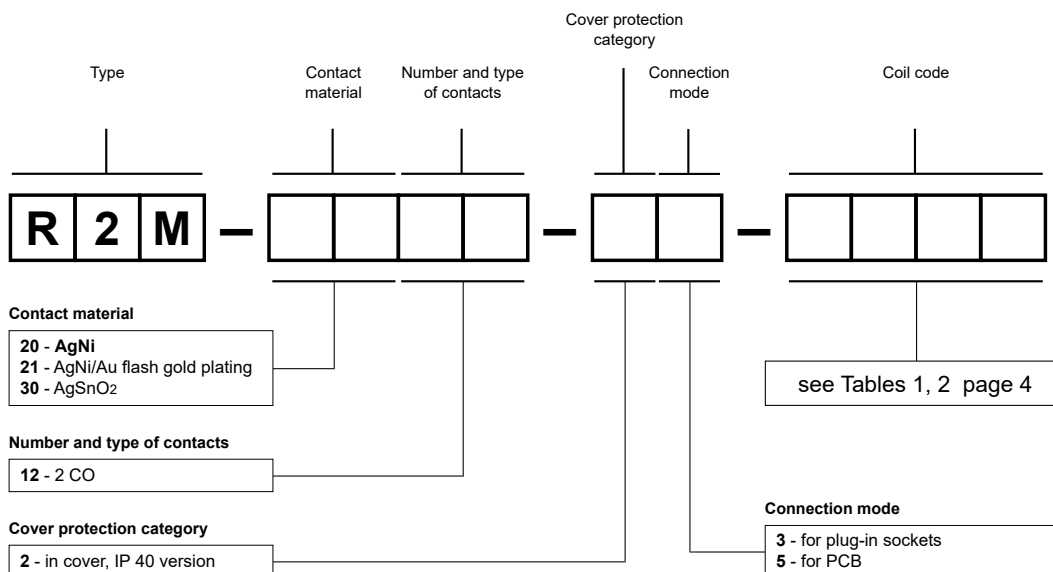 Cover protection
category
Type
Contact
material
Number and type
of contacts
Connection
mode
Coil code
R 2 M – – –
Contact material
20 - AgNi
21 - AgNi/Au flash gold plating
30 - AgSnO2
see Tables 1, 2 page 4
Number and type of contacts
12 - 2 CO
Cover protection category
2 - in cover, IP 40 version
Connection mode
3 - for plug-in sockets
5 - for PCB